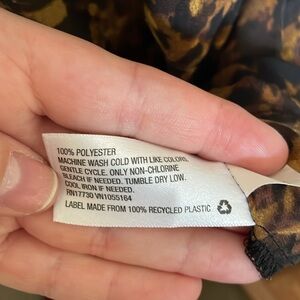 100% POLYESTER
MACHINE WASH COLD WITH LIKE COLORS,
GENTLE CYCLE. ONLY NON-CHLORINE
BLEACH IF NEEDED. TUMBLE DRY LOW.
COOL IRON IF NEEDED.
RN17730 VN1055164
LABEL MADE FROM 100% RECYCLED PLASTIC